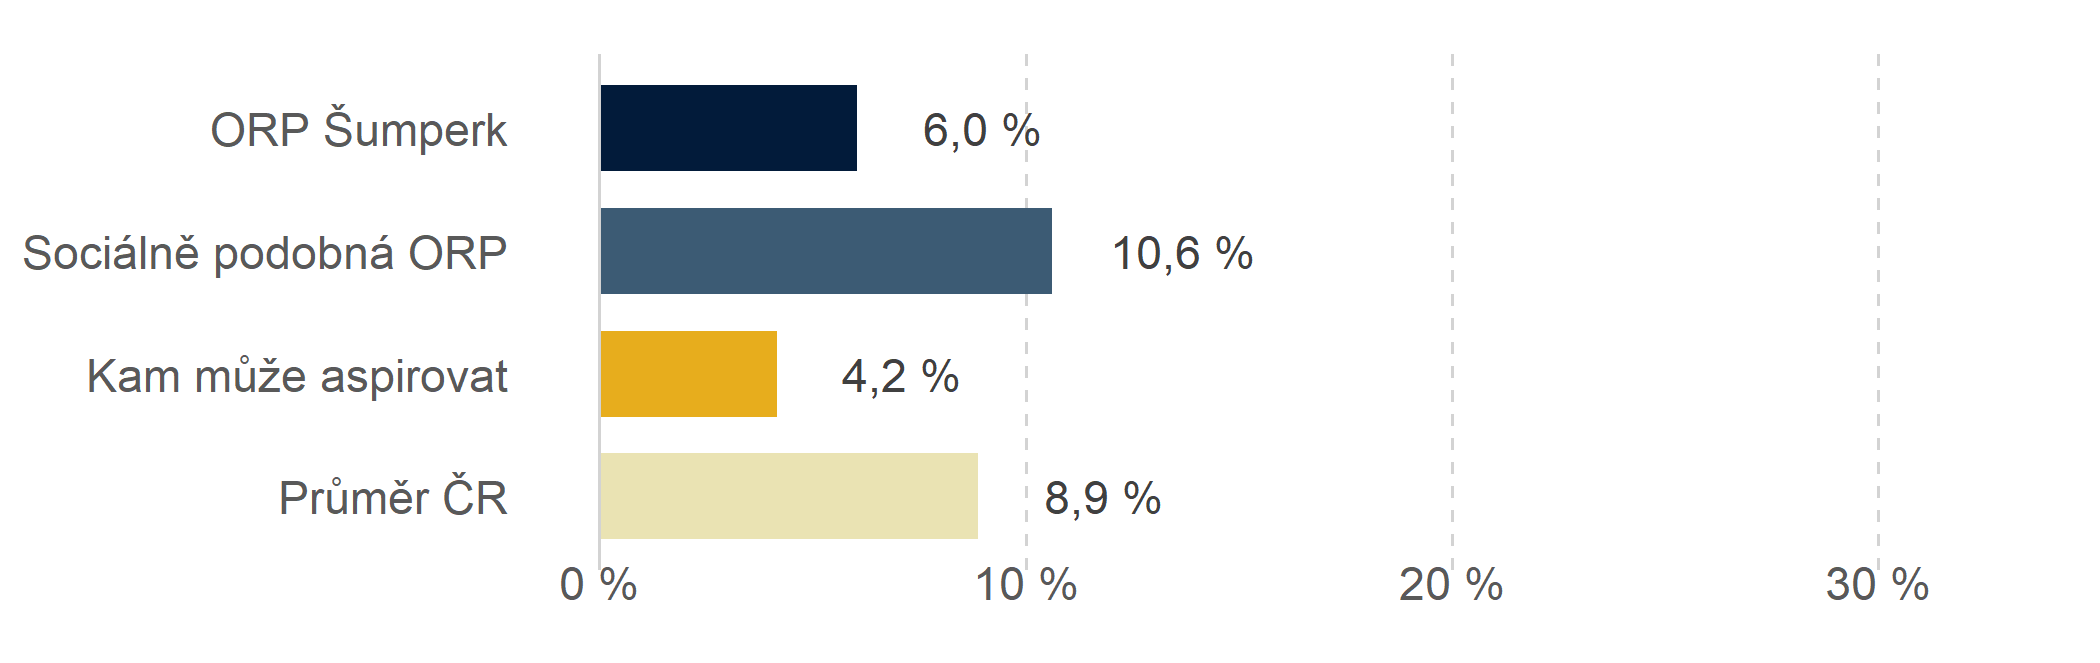 ORP Šumperk
6,0 %
Sociálně podobná ORP
10,6 %
Kam může aspirovat
4,2 %
Průměr ČR
8,9 %
0 %
10 %
20 %
30 %